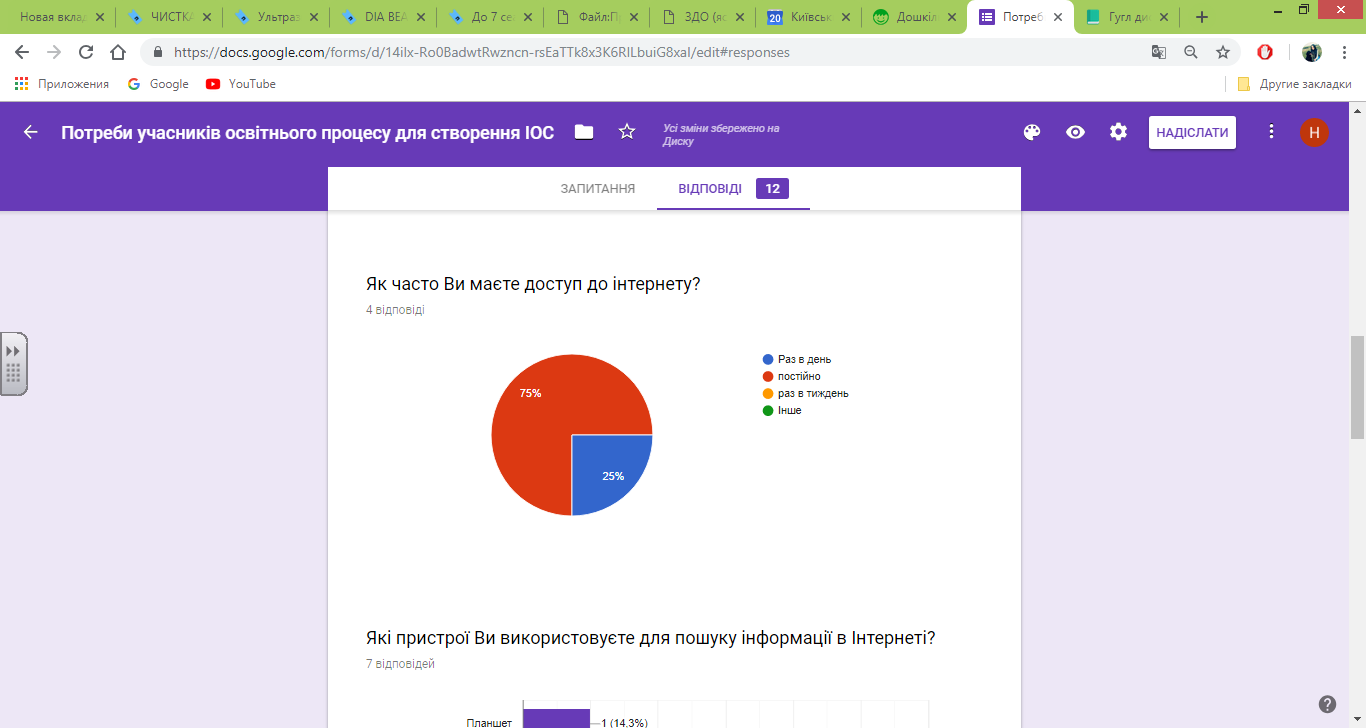 Новая вклад
ЧИСТКА
Ультраз
DIA BEA
До 7 се
Файл:П
ЗДО (яс
20
Київськ
Дошкіл
Потреб
Гугл ди
https://docs.google.com/forms/d/14iIx-Ro0BadwtRwzncn-rsEaTTk8x3K6RILbuiG8xaI/edit#responses
Приложения
Google
YouTube
Другие закладки
Потреби учасників освітнього процесу для створення ІОС
Усі зміни збережено на
Диску
НАДІСЛАТИ
Н
ЗАПИТАННЯ
ВІДПОВІДІ 12
Як часто Ви маєте доступ до інтернету?
4 відповіді
75%
25%
Раз в день
постійно
раз в тиждень
Інше
Які пристрої Ви використовуєте для пошуку інформації в Інтернеті?
7 відповідей
Планшет
1 (14,3%)